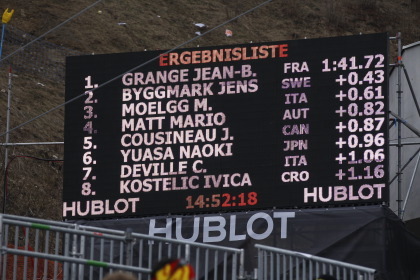 HUBLOT
ERGEBNISLISTE
1. GRANGE JEAN-B. FRA 1:41.72
2. BYGGMARK JENS SWE +0.43
3. MOELGG M. ITA +0.61
4. MATT MARIO AUT +0.82
5. COUSINEAU J. CAN +0.87
6. YUASA NAOKI JPN +0.96
7. DEVILLE C. ITA +1.06
8. KOSTELIC IVICA CRO +1.16
HUBLOT 14:52:18 HUBLOT
HUBLOT